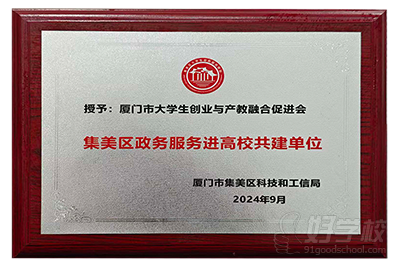 授予：厦门市大学生创业与产教融合促进会
集美区政务服务进高校共建单位
厦门市集美区科技和工信局
2024年9月
好学校
91goodschool.com